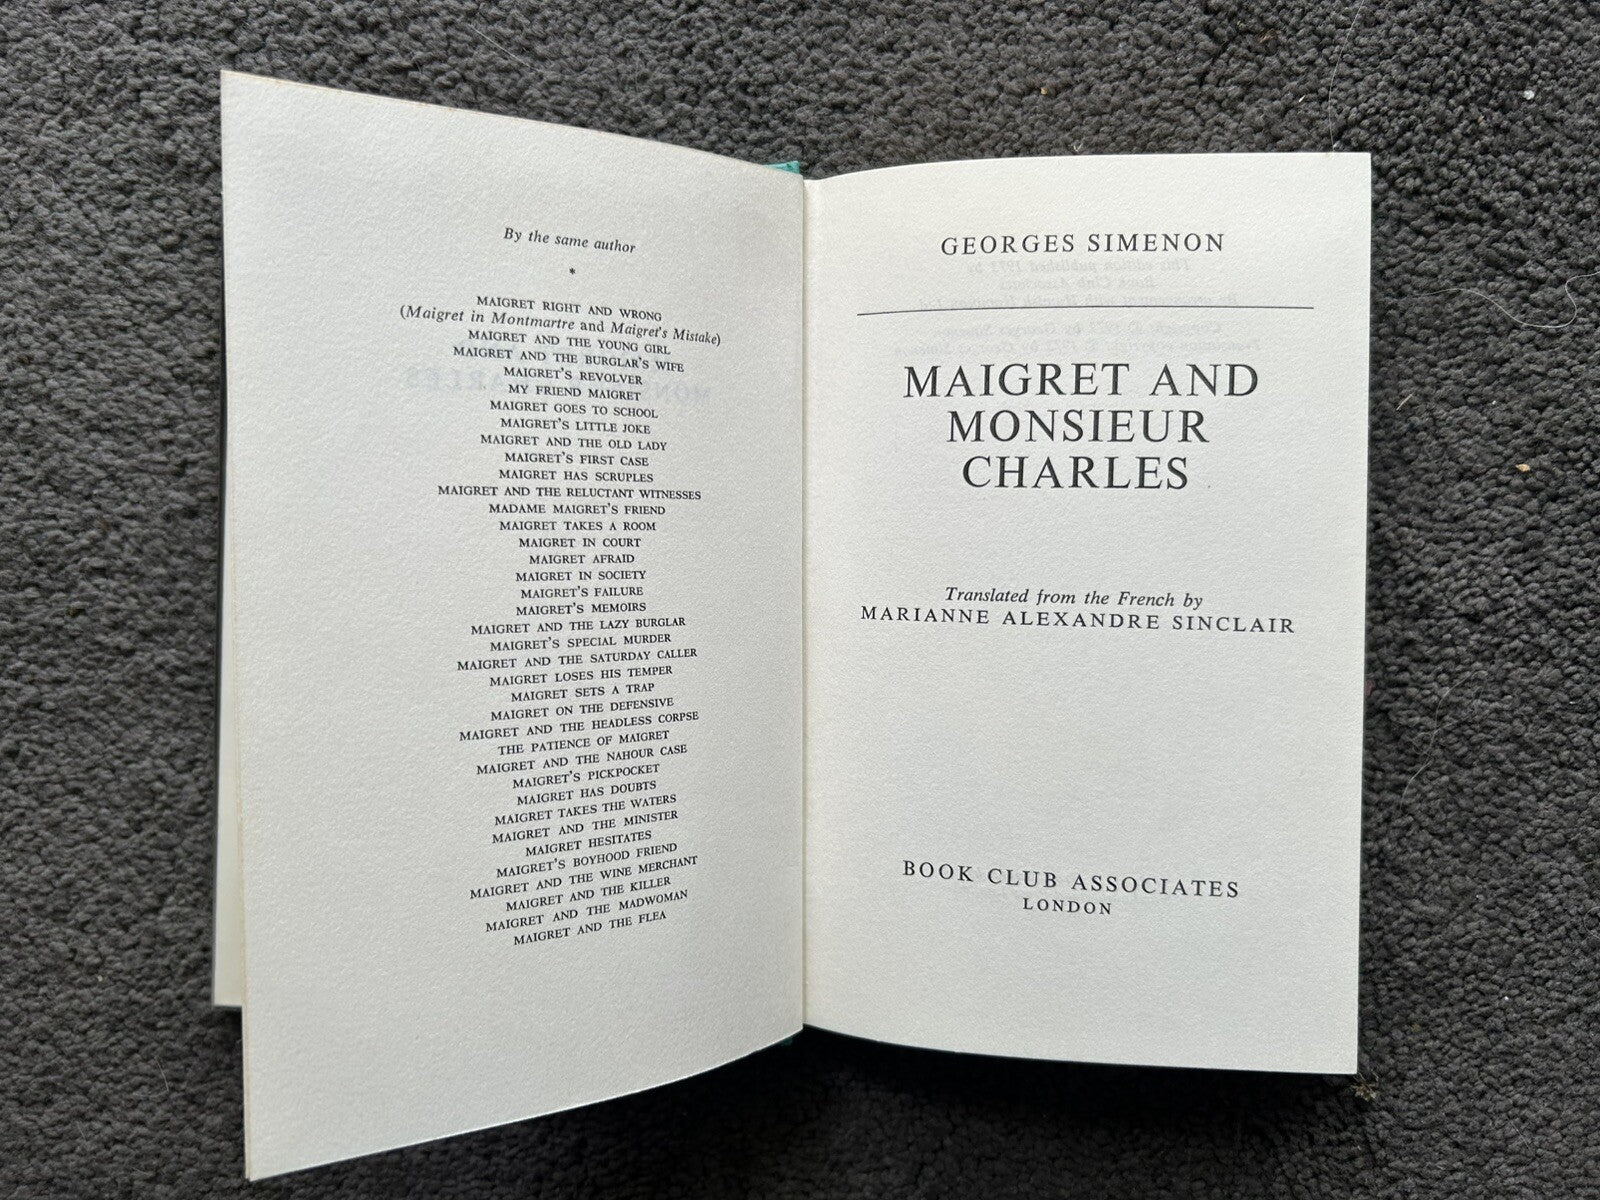 By the same author
*
MAIGRET RIGHT AND WRONG
(Maigret in Montmartre and Maigret's Mistake)
MAIGRET AND THE YOUNG GIRL
MAIGRET AND THE BURGLAR'S WIFE
MAIGRET'S REVOLVER
MY FRIEND MAIGRET
MAIGRET GOES TO SCHOOL
MAIGRET'S LITTLE JOKE
MAIGRET AND THE OLD LADY
MAIGRET'S FIRST CASE
MAIGRET HAS SCRUPLES
MAIGRET AND THE RELUCTANT WITNESSES
MADAME MAIGRET'S FRIEND
MAIGRET TAKES A ROOM
MAIGRET IN COURT
MAIGRET AFRAID
MAIGRET IN SOCIETY
MAIGRET'S FAILURE
MAIGRET'S MEMOIRS
MAIGRET AND THE LAZY BURGLAR
MAIGRET'S SPECIAL MURDER
MAIGRET AND THE SATURDAY CALLER
MAIGRET LOSES HIS TEMPER
MAIGRET SETS A TRAP
MAIGRET ON THE DEFENSIVE
MAIGRET AND THE HEADLESS CORPSE
THE PATIENCE OF MAIGRET
MAIGRET AND THE NAHOUR CASE
MAIGRET'S PICKPOCKET
MAIGRET HAS DOUBTS
MAIGRET TAKES THE WATERS
MAIGRET AND THE MINISTER
MAIGRET HESITATES
MAIGRET'S BOYHOOD FRIEND
MAIGRET AND THE WINE MERCHANT
MAIGRET AND THE KILLER
MAIGRET AND THE MADWOMAN
MAIGRET AND THE FLEA
GEORGES SIMENON
MAIGRET AND
MONSIEUR
CHARLES
Translated from the French by
MARIANNE ALEXANDRE SINCLAIR
BOOK CLUB ASSOCIATES
LONDON